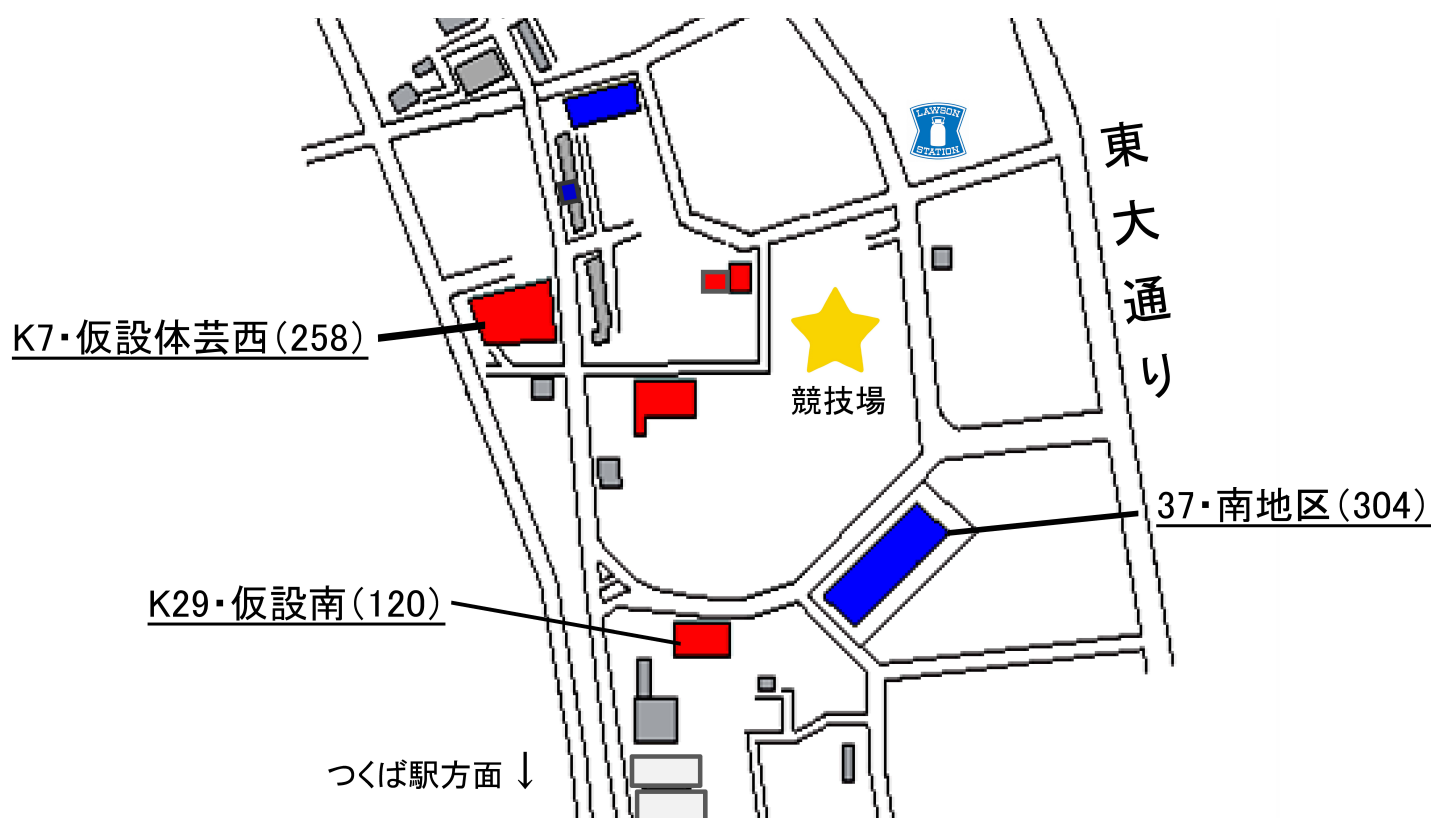 LAWSON
STATION
東大通り
K7・仮設体芸西(258)
競技場
37・南地区(304)
K29・仮設南(120)
つくば駅方面 ↓